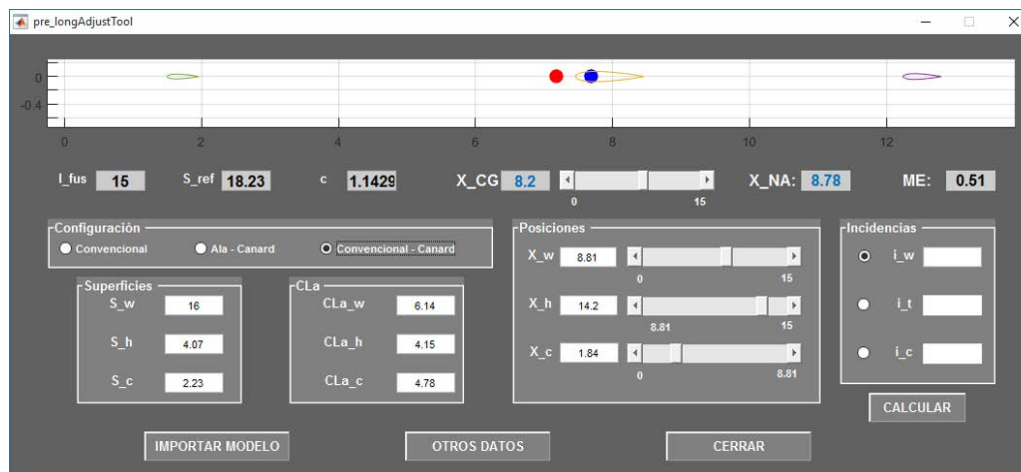 pre_longAdjustTool
0
-0.4
0 2 4 6 8 10 12
l_fus 15 S_ref 18.23 c 1.1429 X_CG 8.2 X_NA: 8.78 ME: 0.51
0 15
Configuración
Convencional Ala - Canard Convencional - Canard
Superficies
S_w 16
S_h 4.07
S_c 2.23
CLa
CLa_w 6.14
CLa_h 4.15
CLa_c 4.78
Posiciones
X_w 8.81
0 15
X_h 14.2
8.81 15
X_c 1.84
0 8.81
Incidencias
i_w
i_t
i_c
CALCULAR
IMPORTAR MODELO OTROS DATOS CERRAR